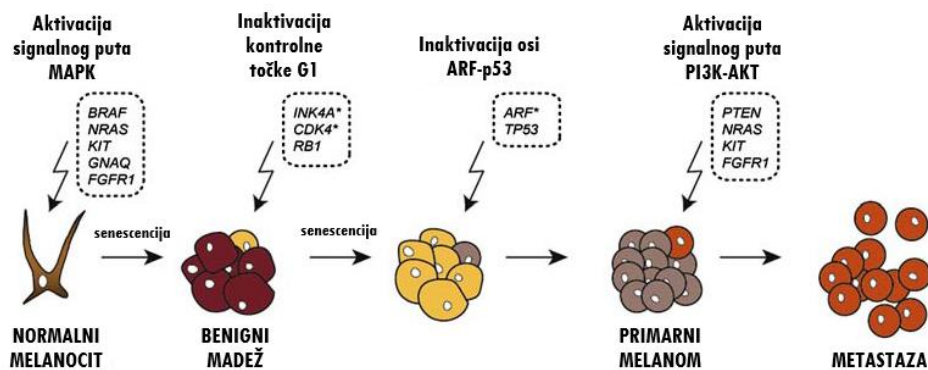 Aktivacija
signalnog puta
MAPK
Inaktivacija
kontrolne
točke G1
Inaktivacija osi
ARF-p53
Aktivacija
signalnog puta
PI3K-AKT
BRAF
NRAS
KIT
GNAQ
FGFR1
INK4A*
CDK4*
RB1
ARF*
TP53
PTEN
NRAS
KIT
FGFR1
senescencija
senescencija
NORMALNI
MELANOCIT
BENIGNI
MADEŽ
PRIMARNI
MELANOM
METASTAZA